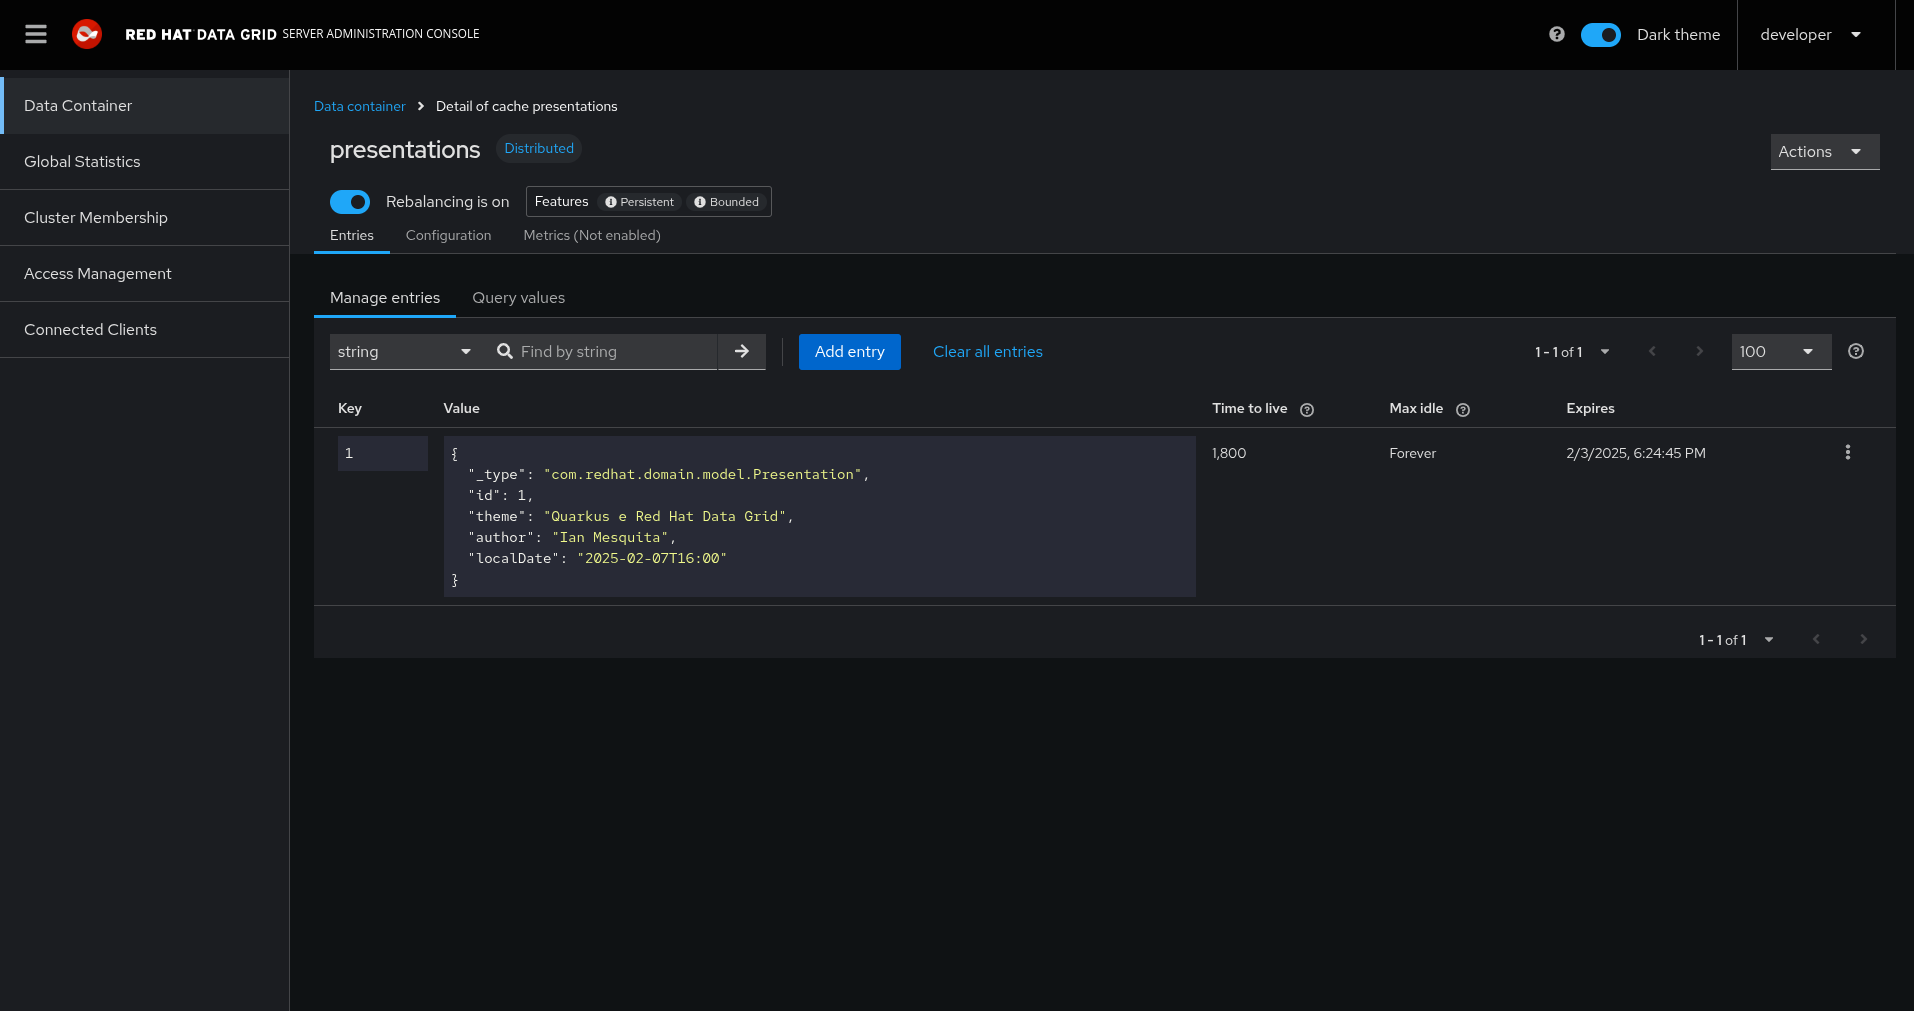 RED HAT DATA GRID SERVER ADMINISTRATION CONSOLE
Dark theme
developer
Data Container
Global Statistics
Cluster Membership
Access Management
Connected Clients
Data container > Detail of cache presentations
presentations Distributed
Actions
Rebalancing is on Features Persistent Bounded
Entries Configuration Metrics (Not enabled)
Manage entries Query values
string Find by string Add entry Clear all entries 1 - 1 of 1 100
Key Value Time to live Max idle Expires
1
{
"_type": "com.redhat.domain.model.Presentation",
"id": 1,
"theme": "Quarkus e Red Hat Data Grid",
"author": "Ian Mesquita",
"localDate": "2025-02-07T16:00"
}
1,800 Forever 2/3/2025, 6:24:45 PM
1 - 1 of 1